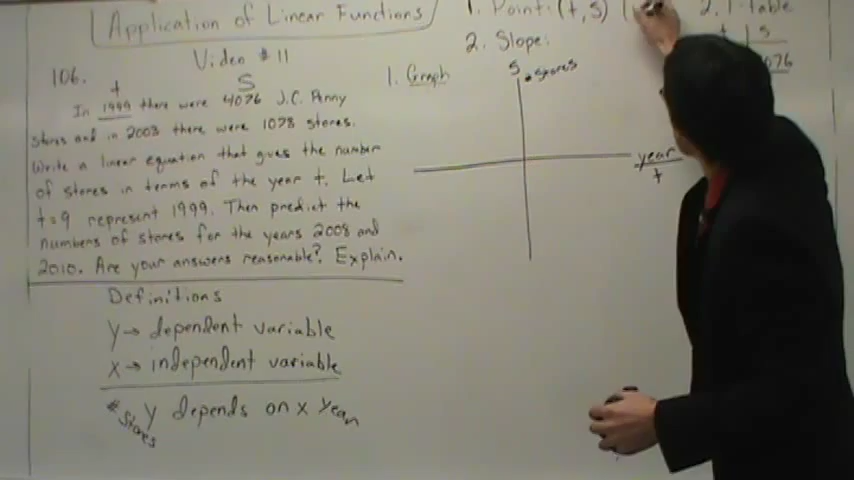 Application of Linear Functions
Video #11
106.
t
S
In 1999 there were 4076 J.C. Penny
stores and in 2003 there were 1078 stores.
Write a linear equation that gives the number
of stores in terms of the year t. Let
t=9 represent 1999. Then predict the
numbers of stores for the years 2008 and
2010. Are your answers reasonable? Explain.
Definitions
Y→ dependent variable
X→ independent variable
# Stores
Y depends on x Year
1. Point: (t,S)
2. Slope:
1. Graph
S
stores
year
t
2. T-table
S